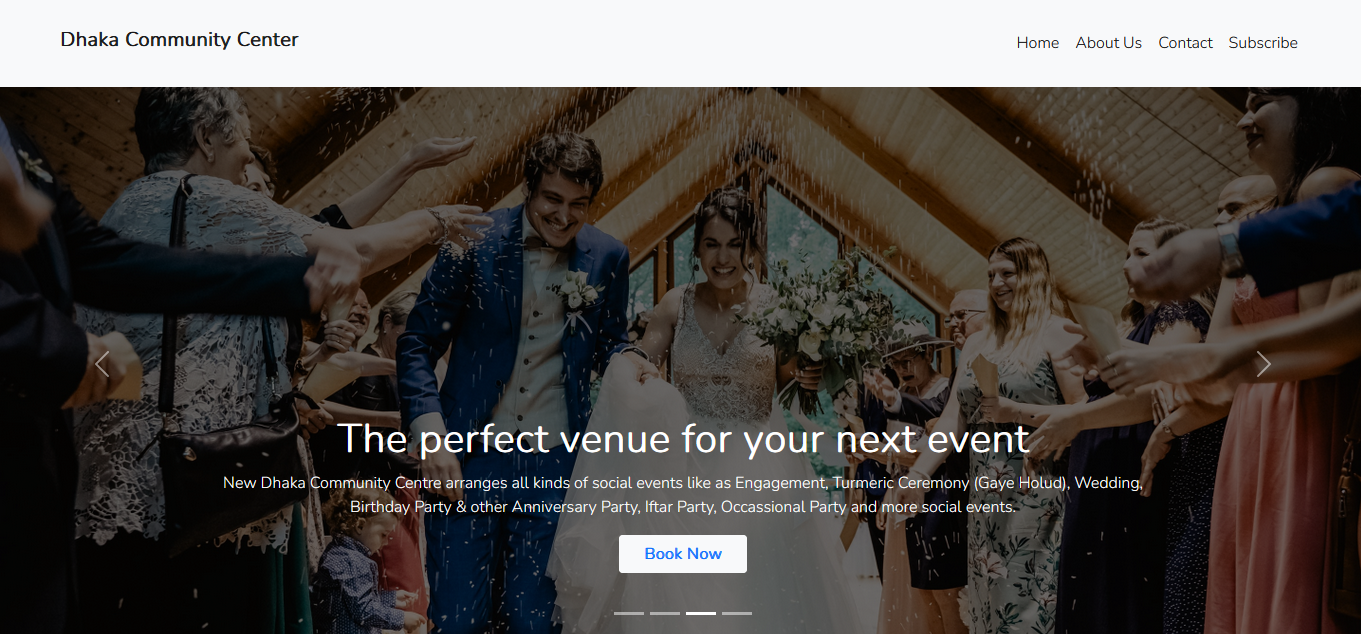 Dhaka Community Center
Home About Us Contact Subscribe
The perfect venue for your next event
New Dhaka Community Centre arranges all kinds of social events like as Engagement, Turmeric Ceremony (Gaye Holud), Wedding,
Birthday Party & other Anniversary Party, Iftar Party, Occassional Party and more social events.
Book Now